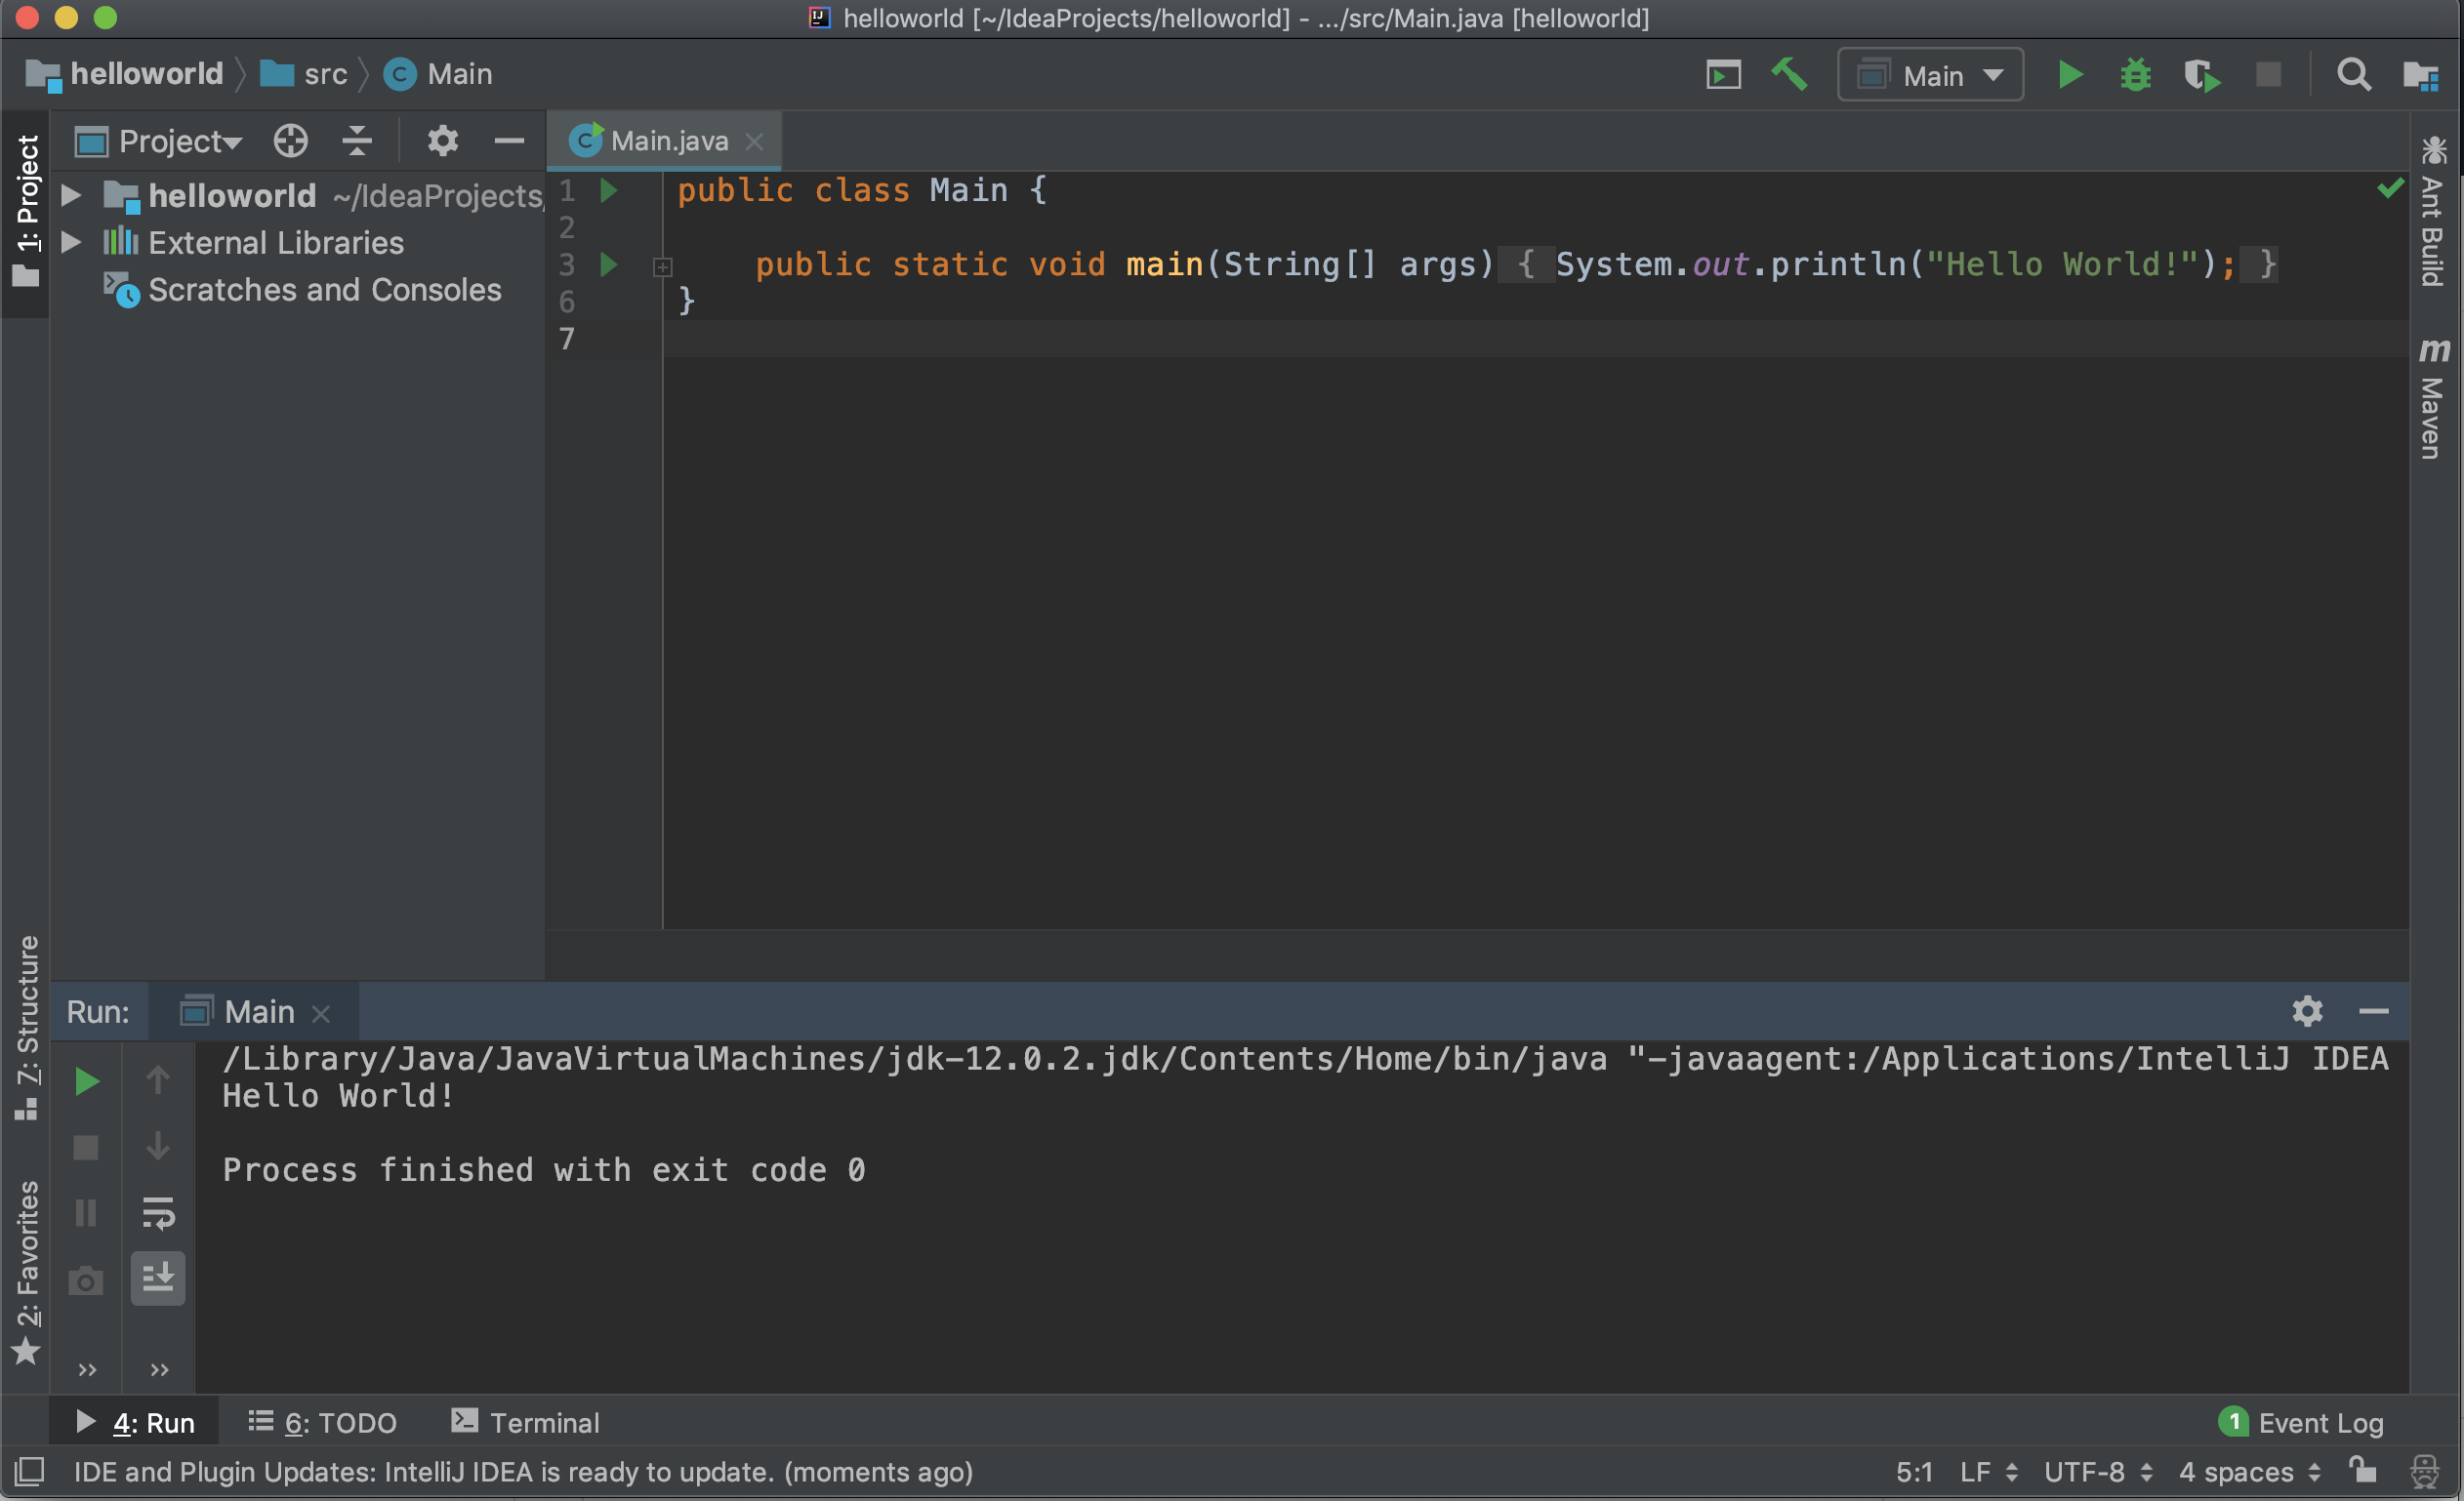 helloworld [~/IdeaProjects/helloworld] - .../src/Main.java [helloworld]
helloworld src Main
Main
1: Project
Project
Main.java
helloworld ~/IdeaProjects/
External Libraries
Scratches and Consoles
1 public class Main {
2
3 public static void main(String[] args) { System.out.println("Hello World!"); }
6 }
7
Ant Build
m Maven
7: Structure
2: Favorites
Run: Main
/Library/Java/JavaVirtualMachines/jdk-12.0.2.jdk/Contents/Home/bin/java "-javaagent:/Applications/IntelliJ IDEA
Hello World!
Process finished with exit code 0
4: Run 6: TODO Terminal
1 Event Log
IDE and Plugin Updates: IntelliJ IDEA is ready to update. (moments ago)
5:1 LF UTF-8 4 spaces